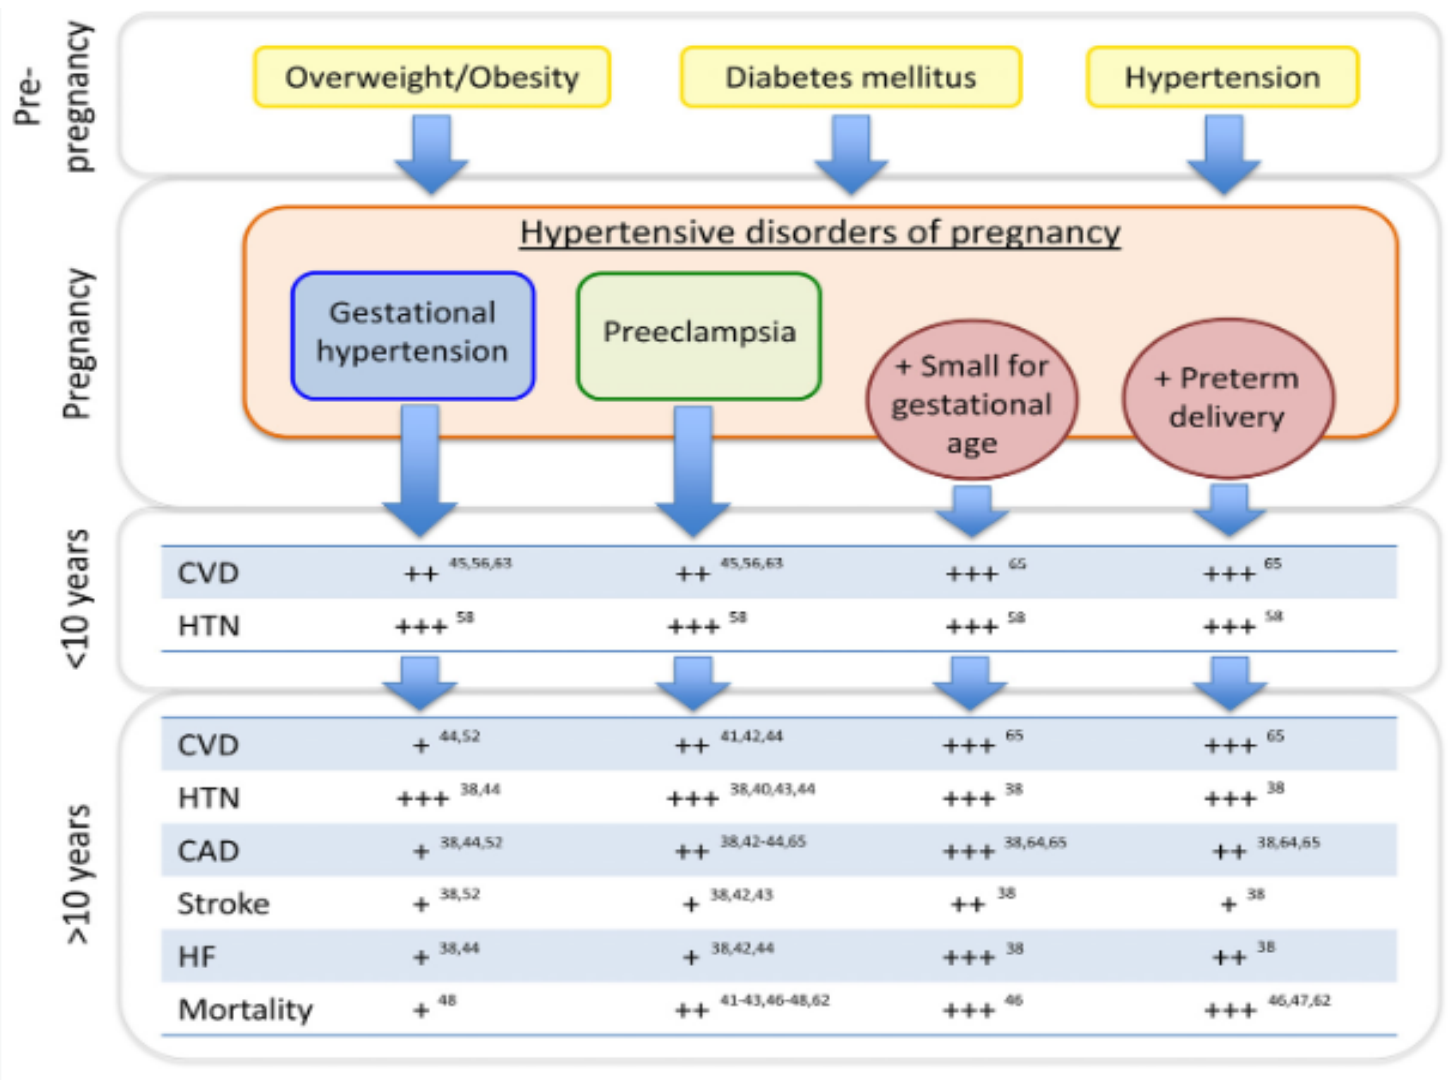 Pre-
pregnancy
Overweight/Obesity
Diabetes mellitus
Hypertension
Pregnancy
Hypertensive disorders of pregnancy
Gestational
hypertension
Preeclampsia
+ Small for
gestational
age
+ Preterm
delivery
<10 years
CVD ++ 45,56,63 ++ 45,56,63 +++ 65 +++ 65
HTN +++ 58 +++ 58 +++ 58 +++ 58
>10 years
CVD + 44,52 ++ 41,42,44 +++ 65 +++ 65
HTN +++ 38,44 +++ 38,40,43,44 +++ 38 +++ 38
CAD + 38,44,52 ++ 38,42-44,65 +++ 38,64,65 ++ 38,64,65
Stroke + 38,52 + 38,42,43 ++ 38 + 38
HF + 38,44 + 38,42,44 +++ 38 ++ 38
Mortality + 48 ++ 41-43,46-48,62 +++ 46 +++ 46,47,62